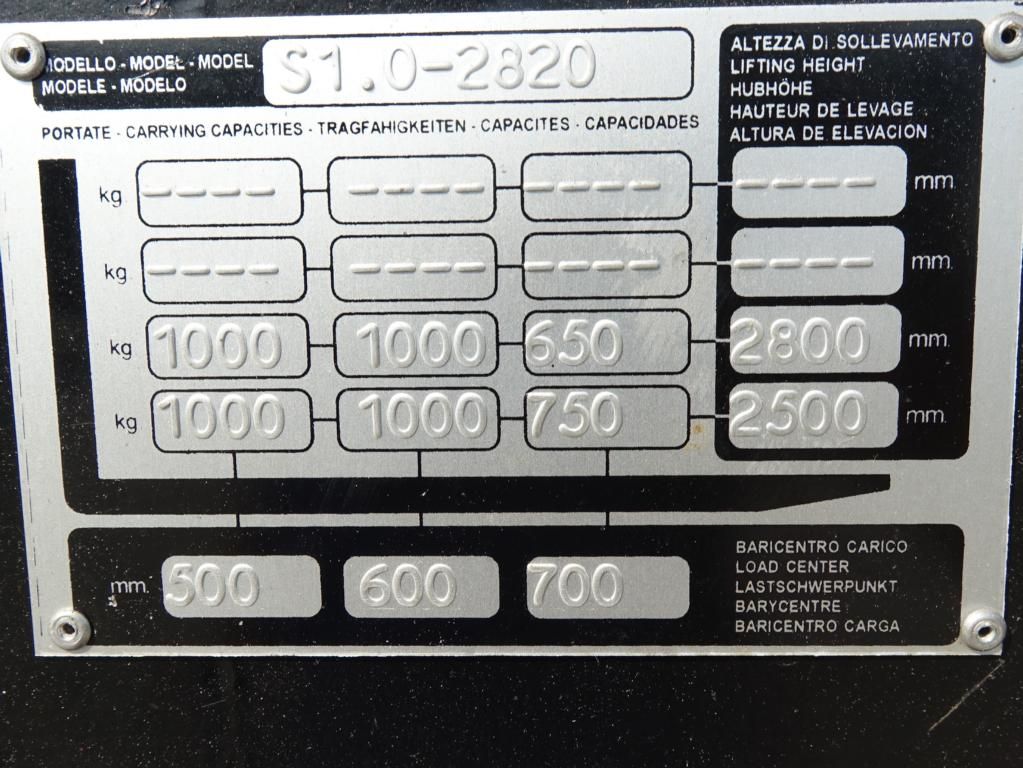 MODELLO - MODEL - MODEL
MODELE - MODELO
S1.0-2820
ALTEZZA DI SOLLEVAMENTO
LIFTING HEIGHT
HUBHÖHE
HAUTEUR DE LEVAGE
ALTURA DE ELEVACION
PORTATE - CARRYING CAPACITIES - TRAGFAHIGKEITEN - CAPACITES - CAPACIDADES
kg ---- ---- ---- ---- mm.
kg ---- ---- ---- ---- mm.
kg 1000 1000 650 2800 mm.
kg 1000 1000 750 2500 mm.
mm. 500 600 700
BARICENTRO CARICO
LOAD CENTER
LASTSCHWERPUNKT
BARYCENTRE
BARICENTRO CARGA